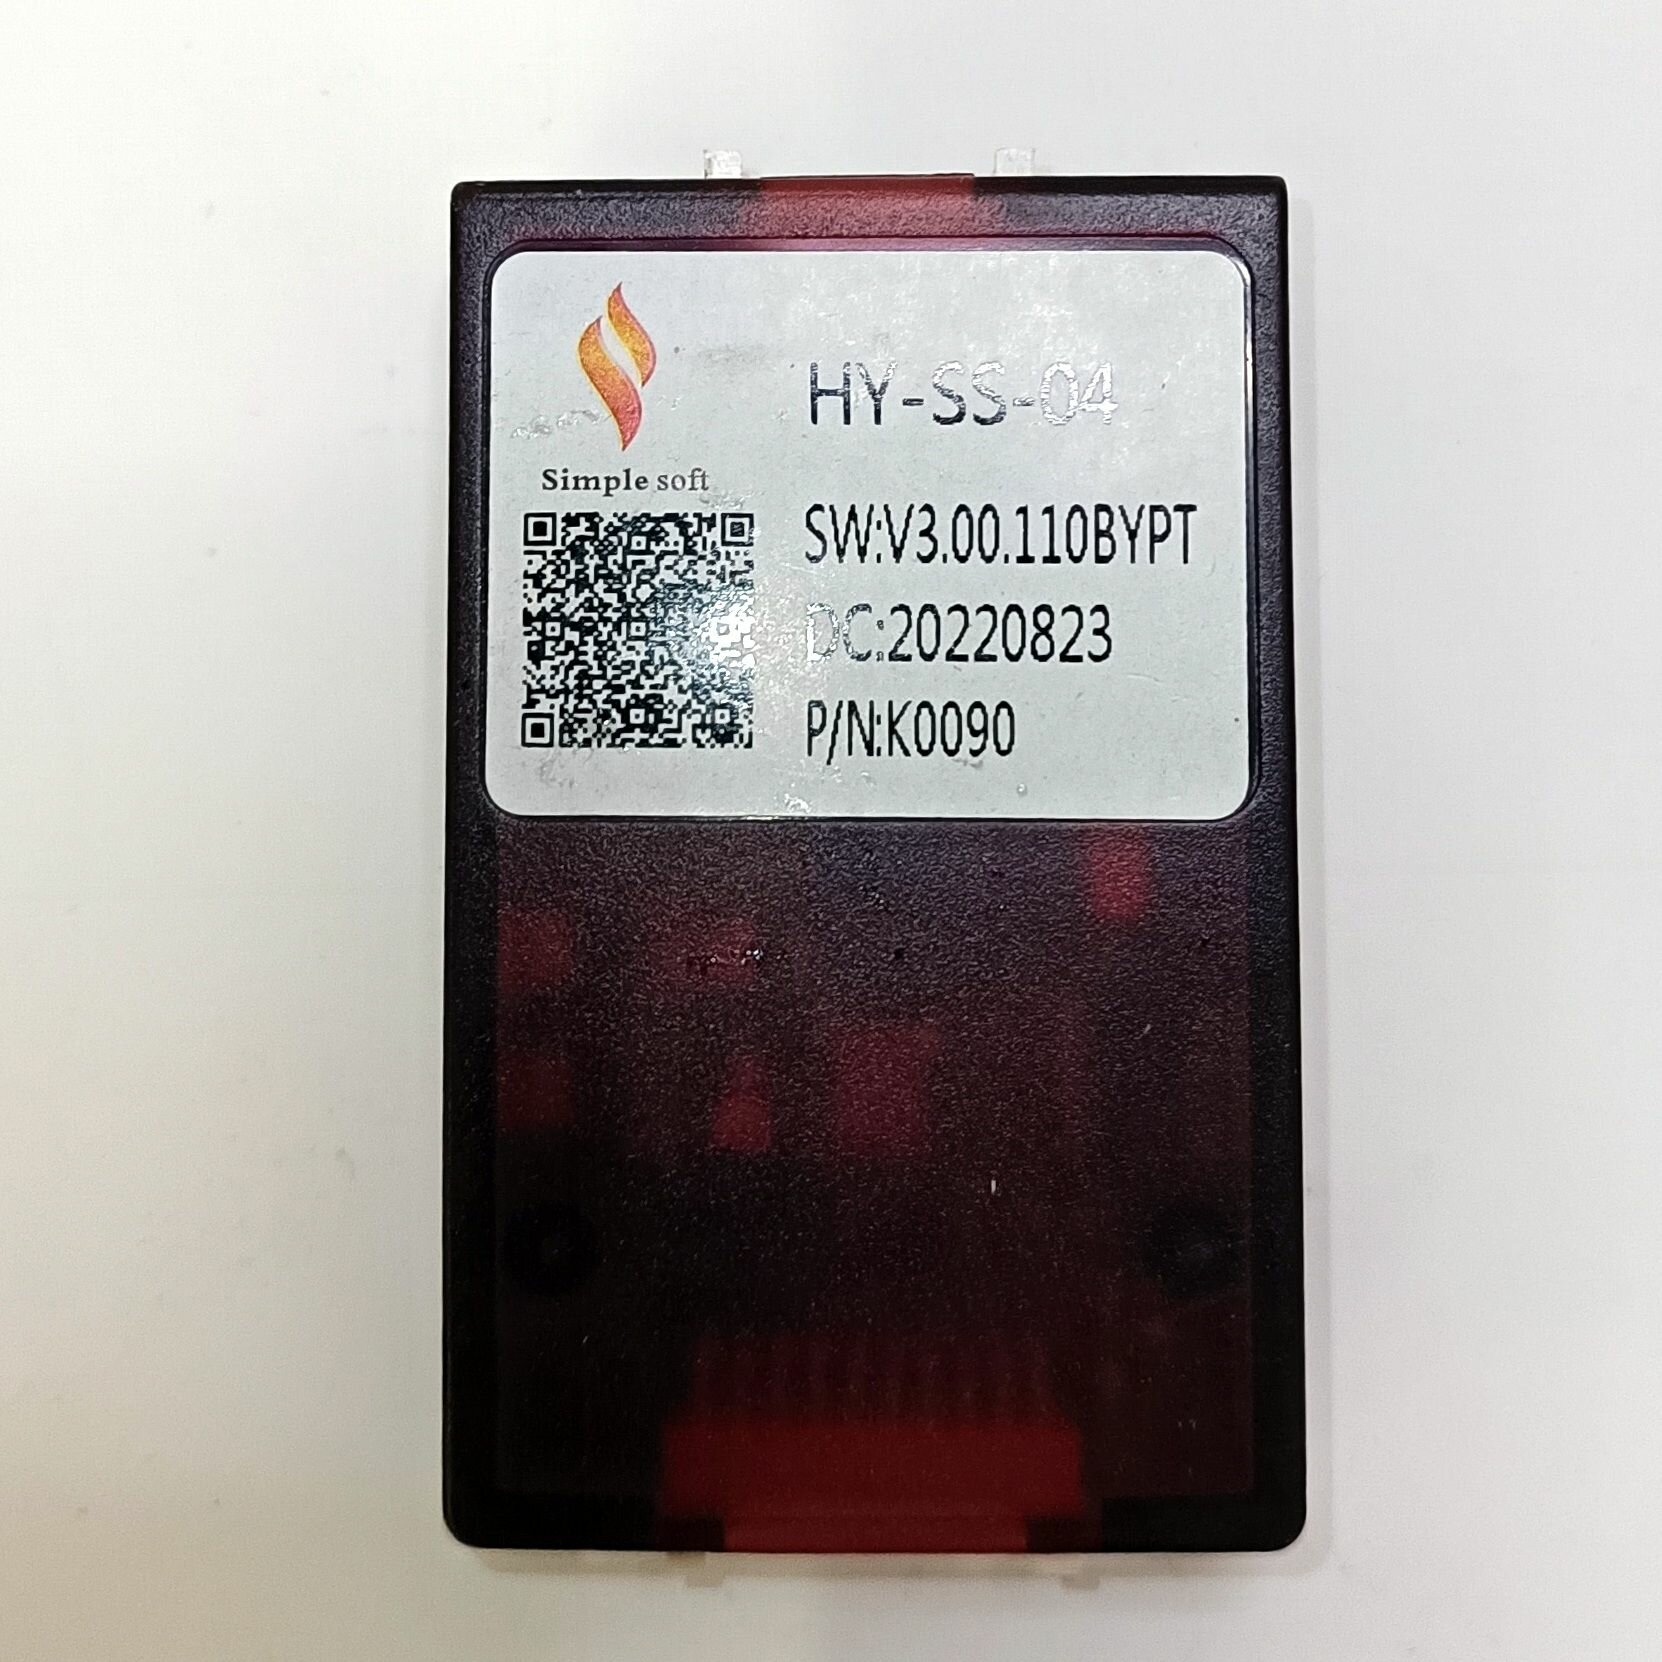 HY-SS-04
Simple soft
SW:V3.00.110BYPT
DC:20220823
P/N:K0090